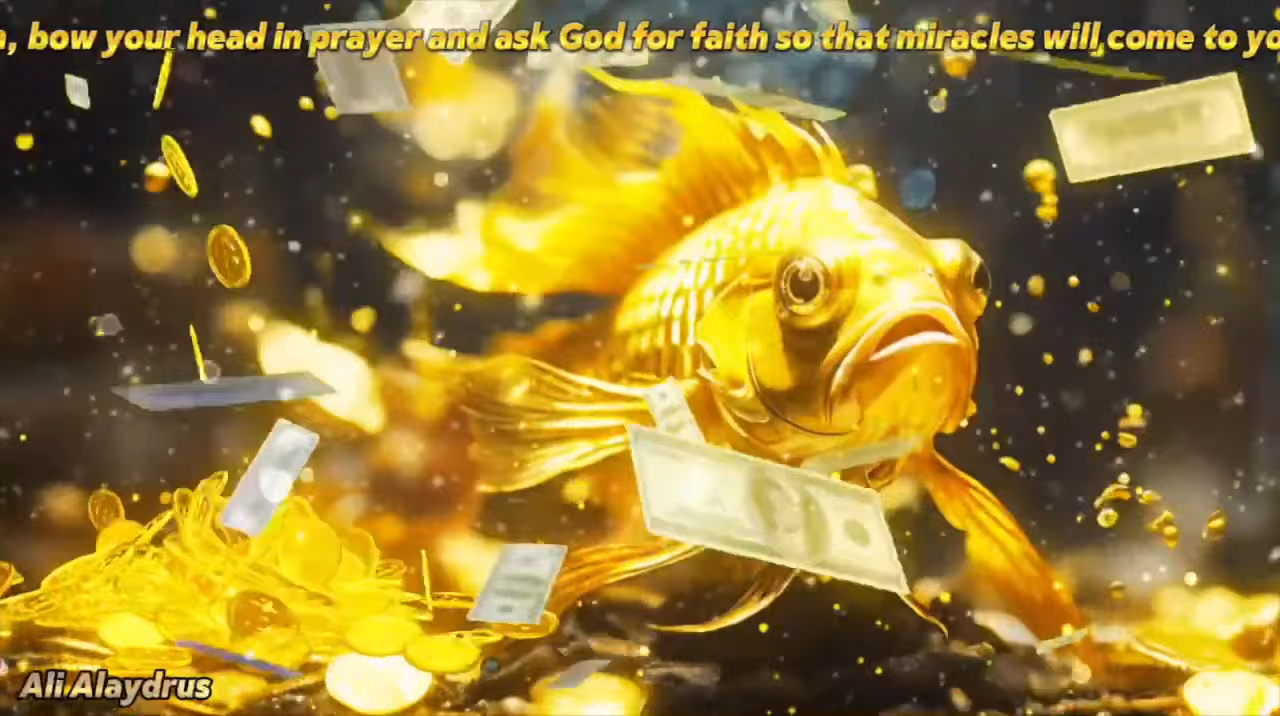 , bow your head in prayer and ask God for faith so that miracles will come to yo
Ali Alaydrus